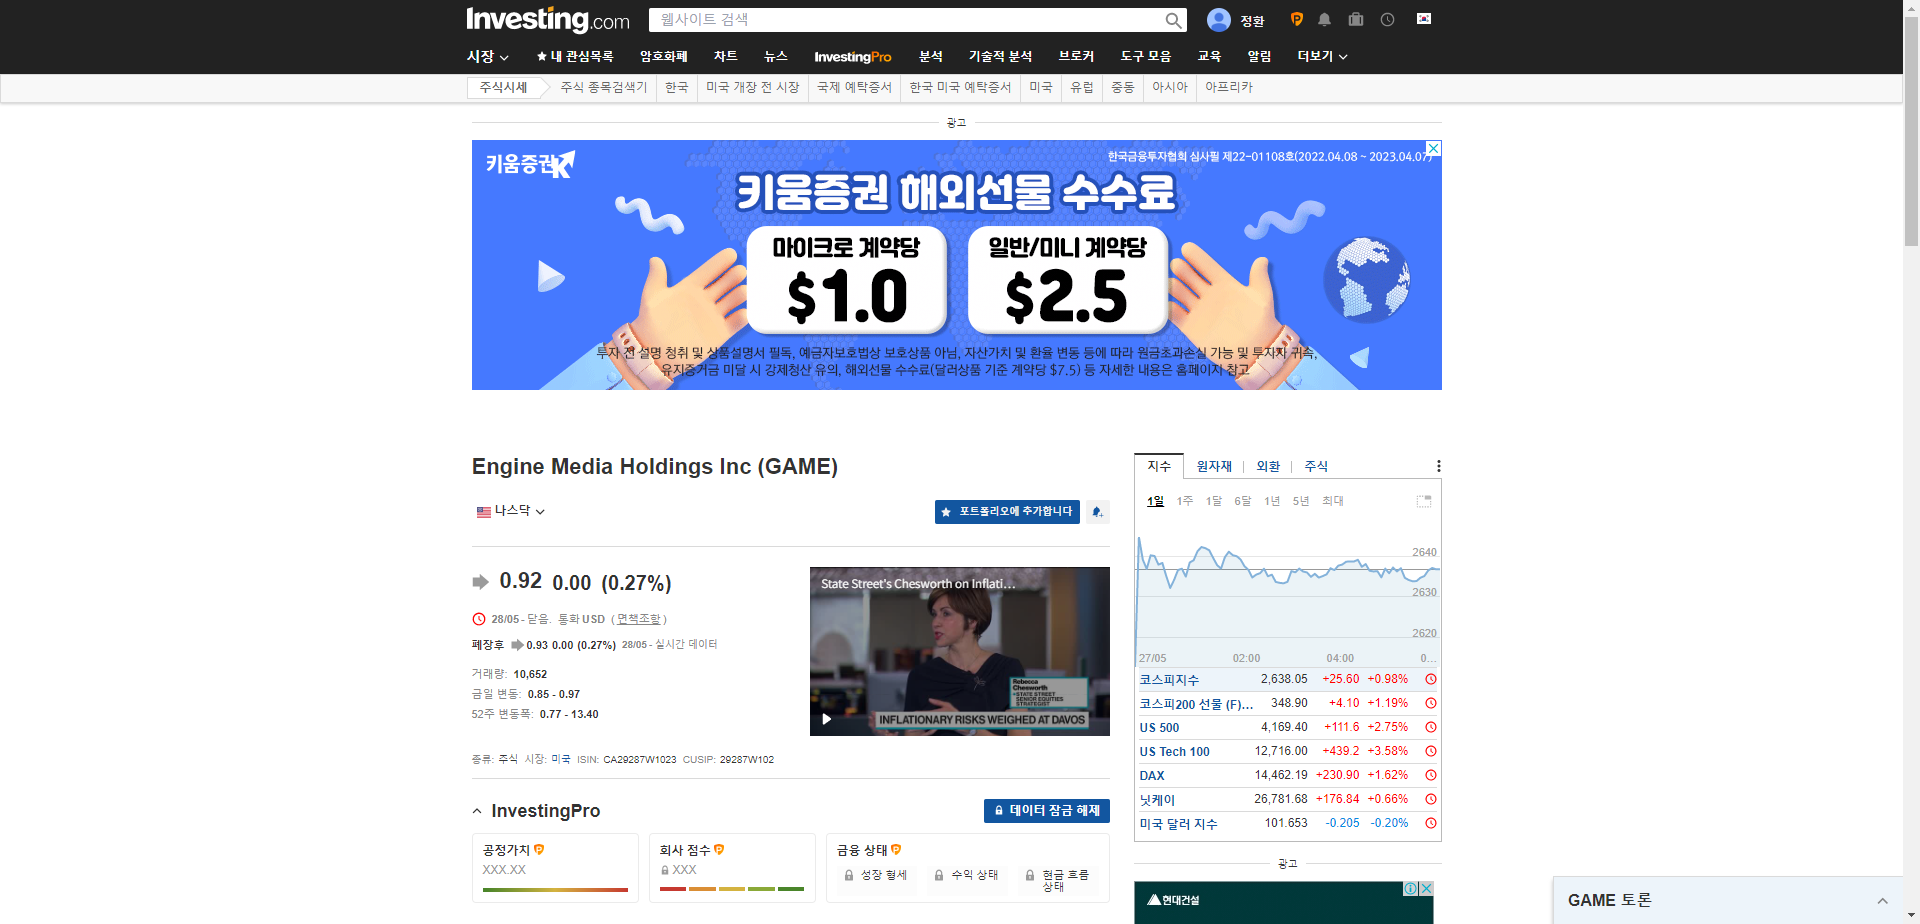 Investing.com
웹사이트 검색
정환
시장
★ 내 관심목록
암호화폐
차트
뉴스
InvestingPro
분석
기술적 분석
브로커
도구 모음
교육
알림
더보기
주식시세
주식 종목검색기
한국
미국 개장 전 시장
국제 예탁증서
한국 미국 예탁증서
미국
유럽
중동
아시아
아프리카
광고
키움증권
한국금융투자협회 심사필 제22-01108호(2022.04.08 ~ 2023.04.07)
키움증권 해외선물 수수료
마이크로 계약당
$1.0
일반/미니 계약당
$2.5
투자 전 설명 청취 및 상품설명서 필독, 예금자보호법상 보호상품 아님, 자산가치 및 환율 변동 등에 따라 원금초과손실 가능 및 투자자 귀속,
유지증거금 미달 시 강제청산 유의, 해외선물 수수료(달러상품 기준 계약당 $7.5) 등 자세한 내용은 홈페이지 참고
Engine Media Holdings Inc (GAME)
나스닥
★ 포트폴리오에 추가합니다
0.92 0.00 (0.27%)
28/05 - 닫음. 통화 USD ( 면책조항 )
폐장후 0.93 0.00 (0.27%) 28/05 - 실시간 데이터
거래량: 10,652
금일 변동: 0.85 - 0.97
52주 변동폭: 0.77 - 13.40
State Street's Chesworth on Inflati…
Rebecca
Chesworth
STATE STREET
SENIOR EQUITIES
STRATEGIST
INFLATIONARY RISKS WEIGHED AT DAVOS
종류: 주식 시장: 미국 ISIN: CA29287W1023 CUSIP: 29287W102
InvestingPro
데이터 잠금 해제
공정가치
XXX.XX
회사 점수
XXX
금융 상태
성장 형세
수익 상태
현금 흐름
상태
지수
원자재
외환
주식
1일 1주 1달 6달 1년 5년 최대
2640
2630
2620
27/05 02:00 04:00 0...
코스피지수 2,638.05 +25.60 +0.98%
코스피200 선물 (F)… 348.90 +4.10 +1.19%
US 500 4,169.40 +111.6 +2.75%
US Tech 100 12,716.00 +439.2 +3.58%
DAX 14,462.19 +230.90 +1.62%
닛케이 26,781.68 +176.84 +0.66%
미국 달러 지수 101.653 -0.205 -0.20%
광고
현대건설
GAME 토론